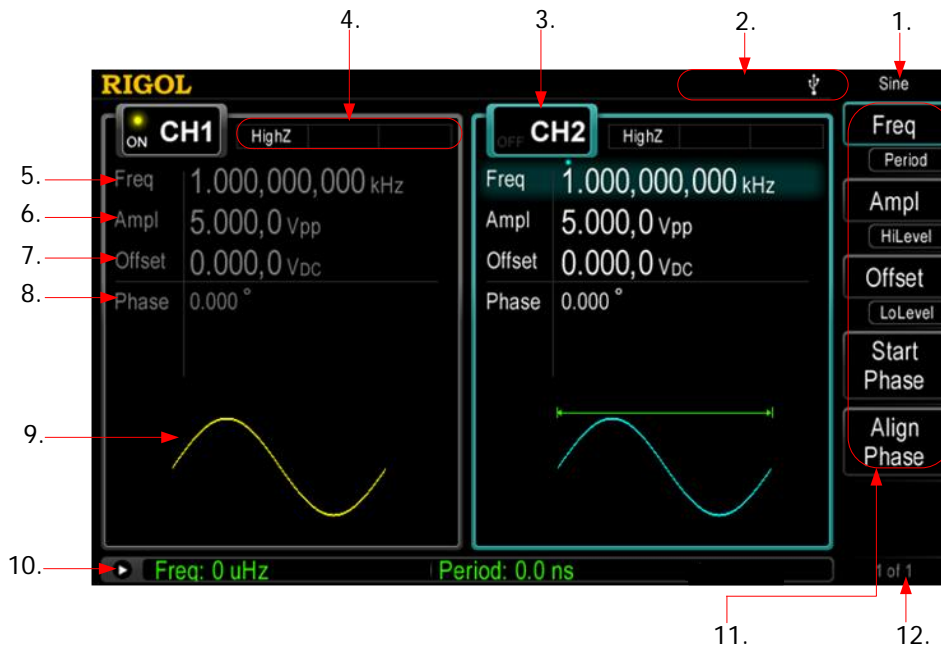 4.
2.
1.
3.
RIGOL
Sine
ON CH1 HighZ
OFF CH2 HighZ
5.
Freq 1.000,000,000 kHz
6.
Ampl 5.000,0 Vpp
7.
Offset 0.000,0 VDC
8.
Phase 0.000 °
Freq 1.000,000,000 kHz
Ampl 5.000,0 Vpp
Offset 0.000,0 VDC
Phase 0.000 °
Freq
Period
Ampl
HiLevel
Offset
LoLevel
Start
Phase
Align
Phase
9.
10.
Freq: 0 uHz
Period: 0.0 ns
1 of 1
11.
12.